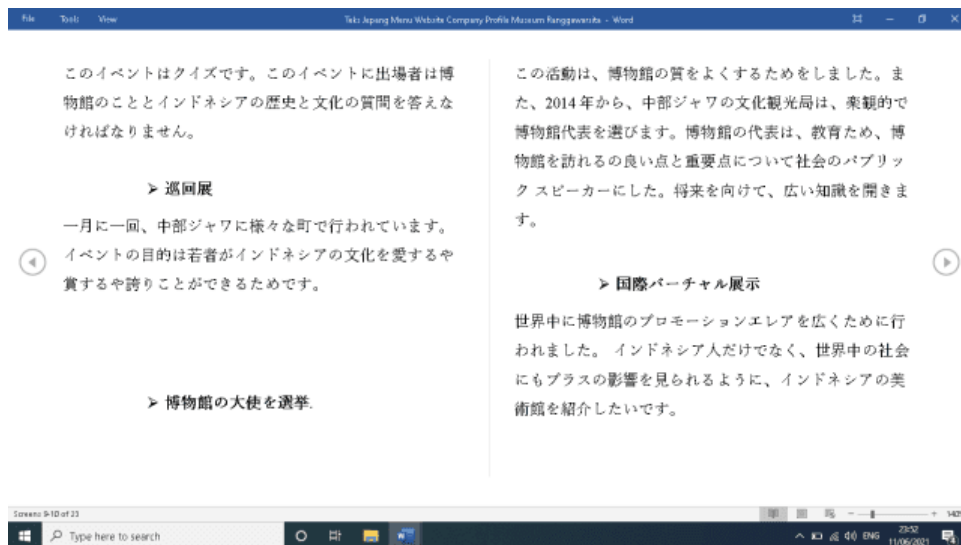 File Tools View Teks Jepang Menu Website Company Profile Museum Ranggawarsita - Word
このイベントはクイズです。このイベントに出場者は博
物館のこととインドネシアの歴史と文化の質問を答えな
ければなりません。
➢ 巡回展
一月に一回、中部ジャワに様々な町で行われています。
イベントの目的は若者がインドネシアの文化を愛するや
賞するや誇りことができるためです。
➢ 博物館の大使を選挙.
この活動は、博物館の質をよくするためをしました。ま
た、2014年から、中部ジャワの文化観光局は、楽観的で
博物館代表を選びます。博物館の代表は、教育ため、博
物館を訪れるの良い点と重要点について社会のパブリッ
ク スピーカーにした。将来を向けて、広い知識を開きま
す。
➢ 国際バーチャル展示
世界中に博物館のプロモーションエレアを広くために行
われました。 インドネシア人だけでなく、世界中の社会
にもプラスの影響を見られるように、インドネシアの美
術館を紹介したいです。
Screens 9-10 of 23
140%
Type here to search
ENG
23:52
11/06/2021
4